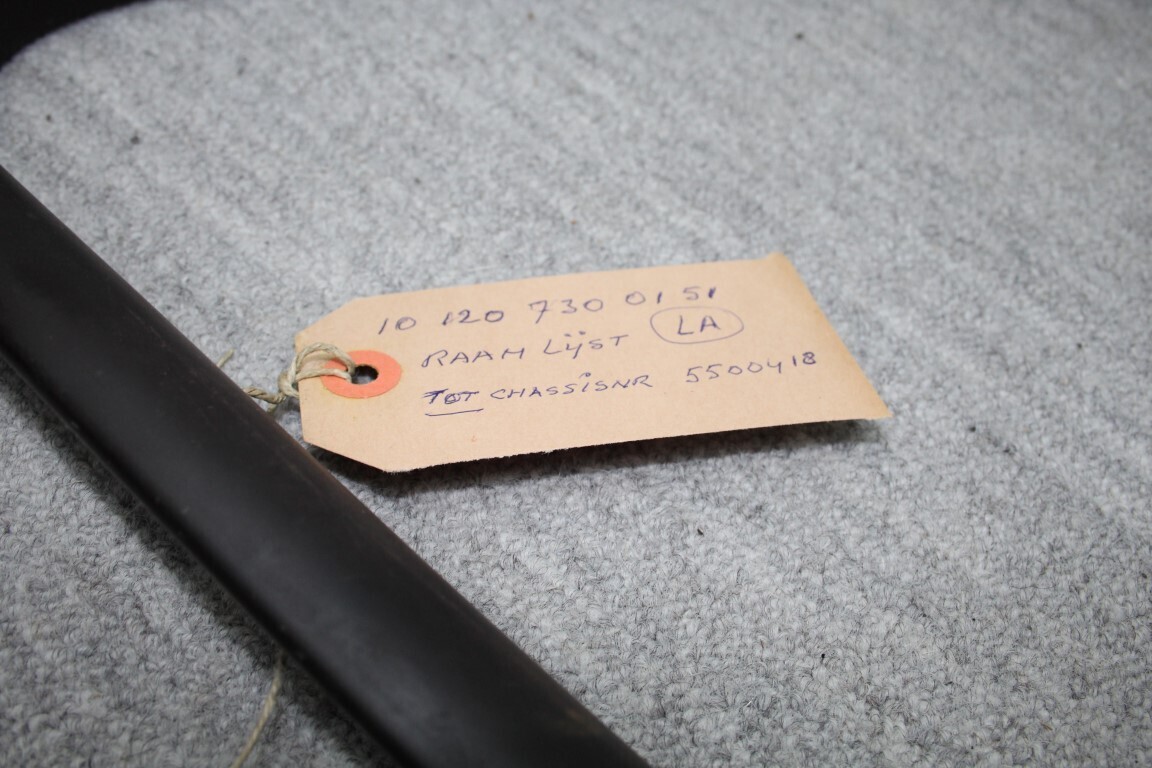 10 120 730 01 51
RAAM LijST LA
TOT CHASSiSNR 5500418